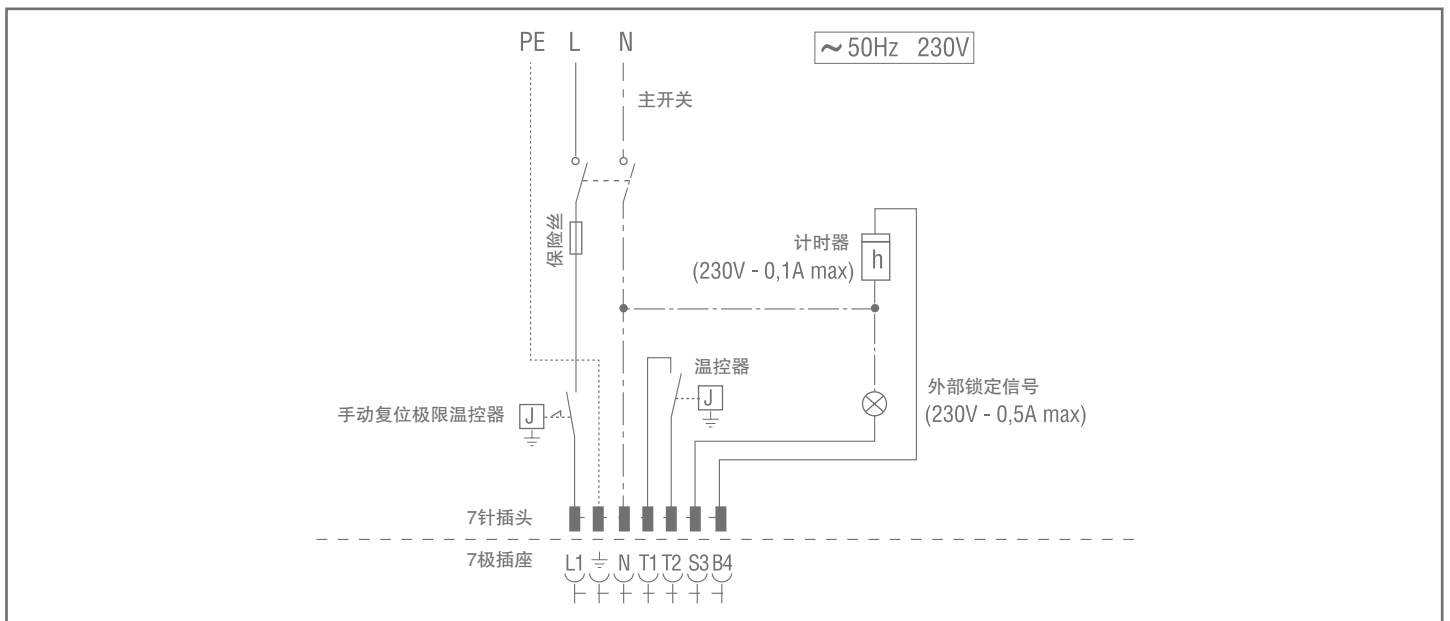 PE L N
～50Hz 230V
主开关
保险丝
计时器
(230V - 0,1A max)
h
温控器
J
外部锁定信号
(230V - 0,5A max)
手动复位极限温控器
J
7针插头
7极插座
L1 N T1 T2 S3 B4